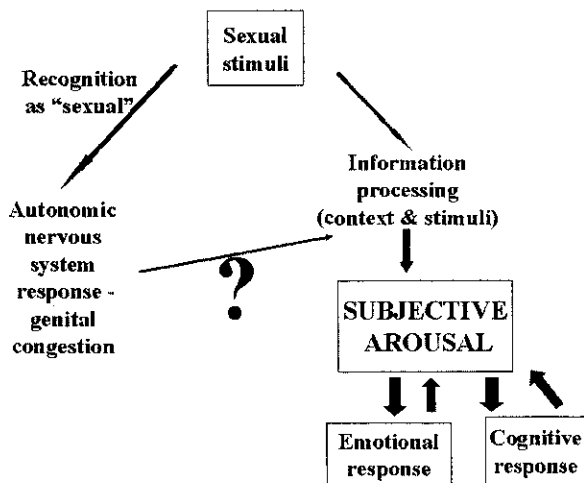 Sexual
stimuli
Recognition
as “sexual”
Information
processing
(context & stimuli)
Autonomic
nervous
system
response -
genital
congestion
?
SUBJECTIVE
AROUSAL
Emotional
response
Cognitive
response